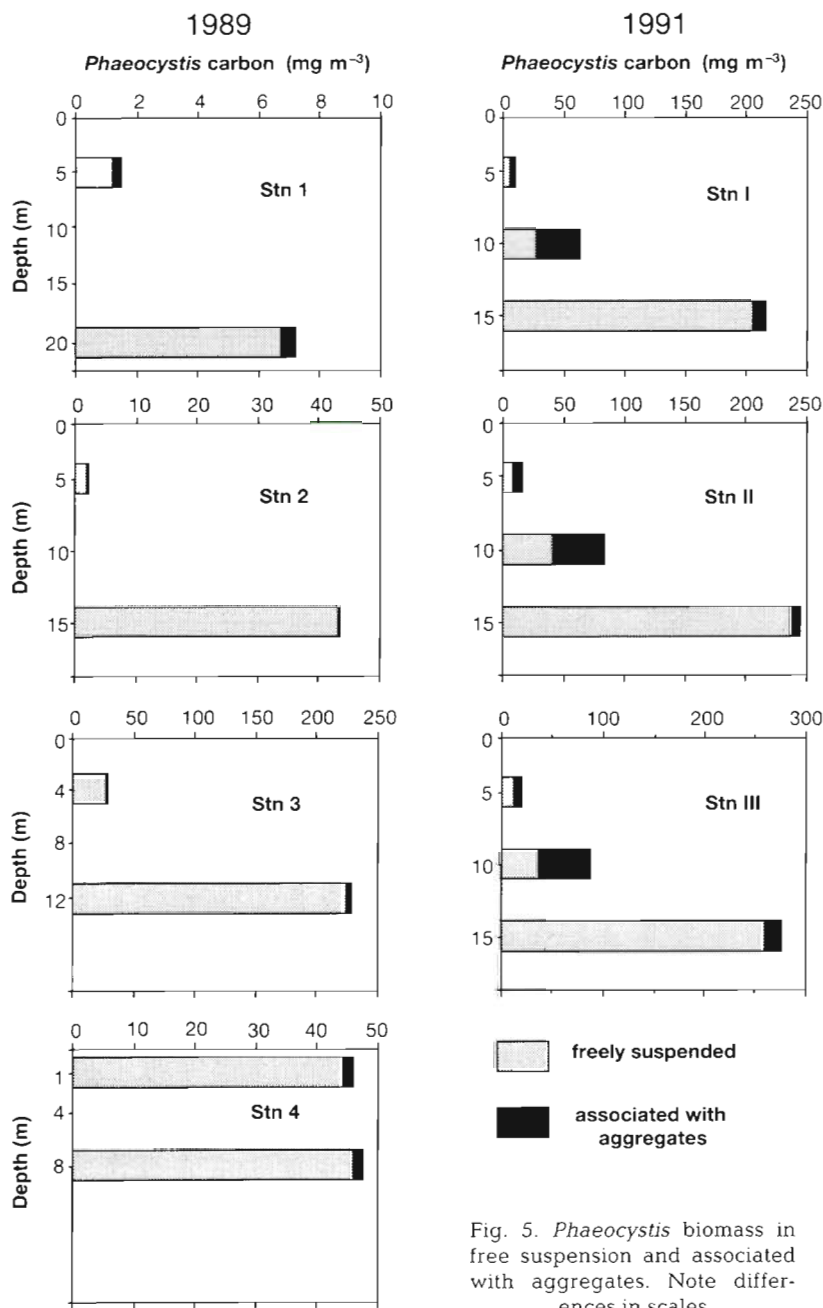 1989
Phaeocystis carbon (mg m⁻³)
0 2 4 6 8 10
0
5
10
15
20
Depth (m)
Stn 1
0 10 20 30 40 50
0
5
10
15
Depth (m)
Stn 2
0 50 100 150 200 250
0
4
8
12
Depth (m)
Stn 3
0 10 20 30 40 50
1
4
8
Depth (m)
Stn 4
1991
Phaeocystis carbon (mg m⁻³)
0 50 100 150 200 250
0
5
10
15
Stn I
0 50 100 150 200 250
0
5
10
15
Stn II
0 100 200 300
0
5
10
15
Stn III
freely suspended
associated with
aggregates
Fig. 5. Phaeocystis biomass in
free suspension and associated
with aggregates. Note differ-
ences in scales